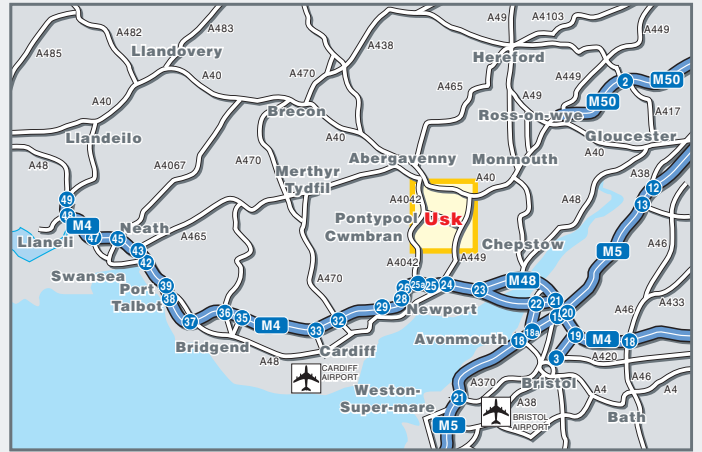 A49
A4103
A483
A482
A449
A438
Llandovery
A485
Hereford
A40
A470
A449
2
M50
A465
A49
M50
A40
Brecon
Ross-on-wye
A417
Llandeilo
A40
Gloucester
A48
A4067
A470
Abergavenny
Monmouth
A40
Merthyr
Tydfil
A40
A38
12
49
A4042
A48
13
48
M4
Neath
Pontypool
Usk
Llaneli
47
45
A465
Cwmbran
Chepstow
A46
43
M5
42
A4042
A449
Swansea
A470
Port
Talbot
39
38
26
25a
25
24
23
M48
28
22
21
A46
A433
29
Newport
19
20
37
36
35
M4
33
32
18a
18
Avonmouth
19
M4
18
Bridgend
A48
Cardiff
3
A420
CARDIFF
AIRPORT
A370
Bristol
A4
A46
A4
Weston-
Super-mare
21
A38
BRISTOL
AIRPORT
Bath
M5